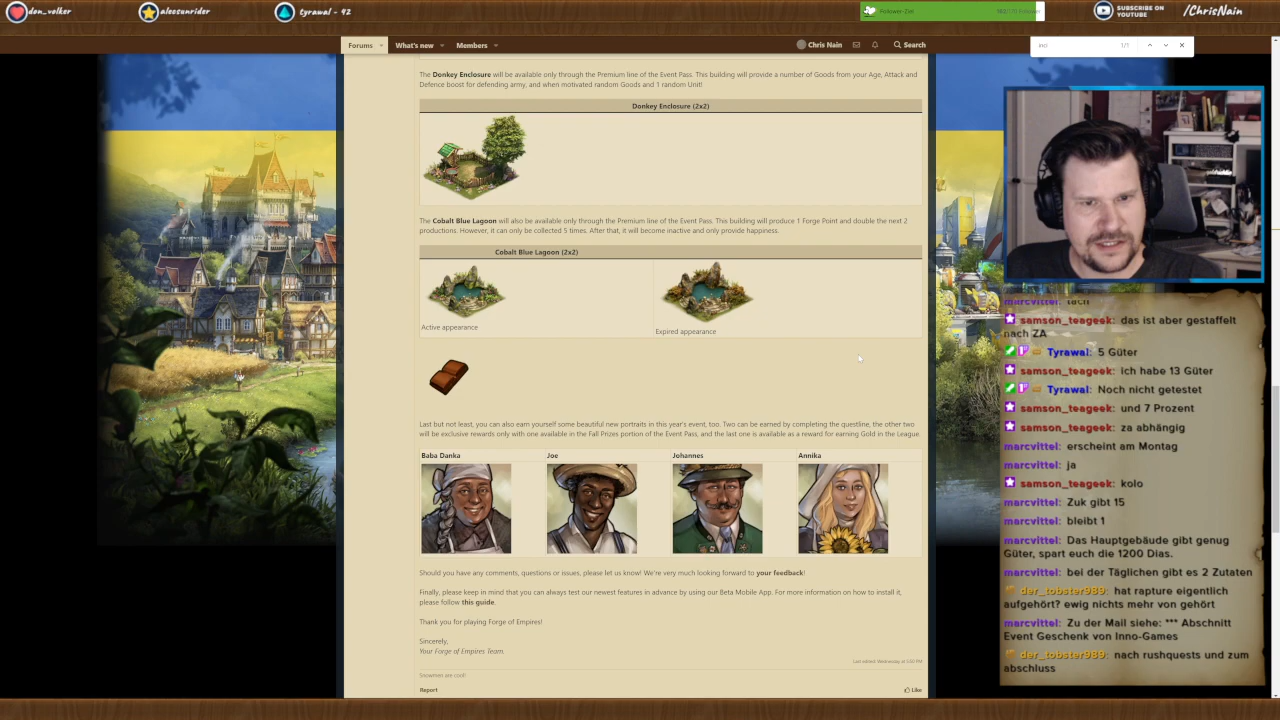 don_volker
aleesunrider
tyrawal - 42
Follower-Ziel
SUBSCRIBE ON
YOUTUBE
/ChrisNain
Forums
What's new
Members
Chris Nain
Search
1/1
The Donkey Enclosure will be available only through the Premium line of the Event Pass. This building will provide a number of Goods from your Age, Attack and
Defence boost for defending army, and when motivated random Goods and 1 random Unit!
Donkey Enclosure (2x2)
The Cobalt Blue Lagoon will also be available only through the Premium line of the Event Pass. This building will produce 1 Forge Point and double the next 2
productions. However, it can only be collected 5 times. After that, it will become inactive and only provide happiness.
Cobalt Blue Lagoon (2x2)
Active appearance
Expired appearance
Last but not least, you can also earn yourself some beautiful new portraits in this year's event, too. Two can be earned by completing the questline, the other two
will be exclusive rewards only with one available in the Fall Prizes portion of the Event Pass, and the last one is available as a reward for earning Gold in the League.
Baba Danka
Joe
Johannes
Annika
Should you have any comments, questions or issues, please let us know! We're very much looking forward to your feedback!
Finally, please keep in mind that you can always test our newest features in advance by using our Beta Mobile App. For more information on how to install it,
please follow this guide.
Thank you for playing Forge of Empires!
Sincerely,
Your Forge of Empires Team.
Last edited: Wednesday at 5:50 PM
Snowmen are cool!
Report
Like
marcvittel: tach
samson_teageek: das ist aber gestaffelt
nach ZA
Tyrawal: 5 Güter
samson_teageek: ich habe 13 Güter
Tyrawal: Noch nicht getestet
samson_teageek: und 7 Prozent
samson_teageek: za abhängig
marcvittel: erscheint am Montag
marcvittel: ja
samson_teageek: kolo
marcvittel: Zuk gibt 15
marcvittel: bleibt 1
marcvittel: Das Hauptgebäude gibt genug
Güter, spart euch die 1200 Dias.
marcvittel: bei der Täglichen gibt es 2 Zutaten
der_tobster989: hat rapture eigentlich
aufgehört? ewig nichts mehr von gehört
marcvittel: Zu der Mail siehe: *** Abschnitt
Event Geschenk von Inno-Games
der_tobster989: nach rushquests und zum
abschluss